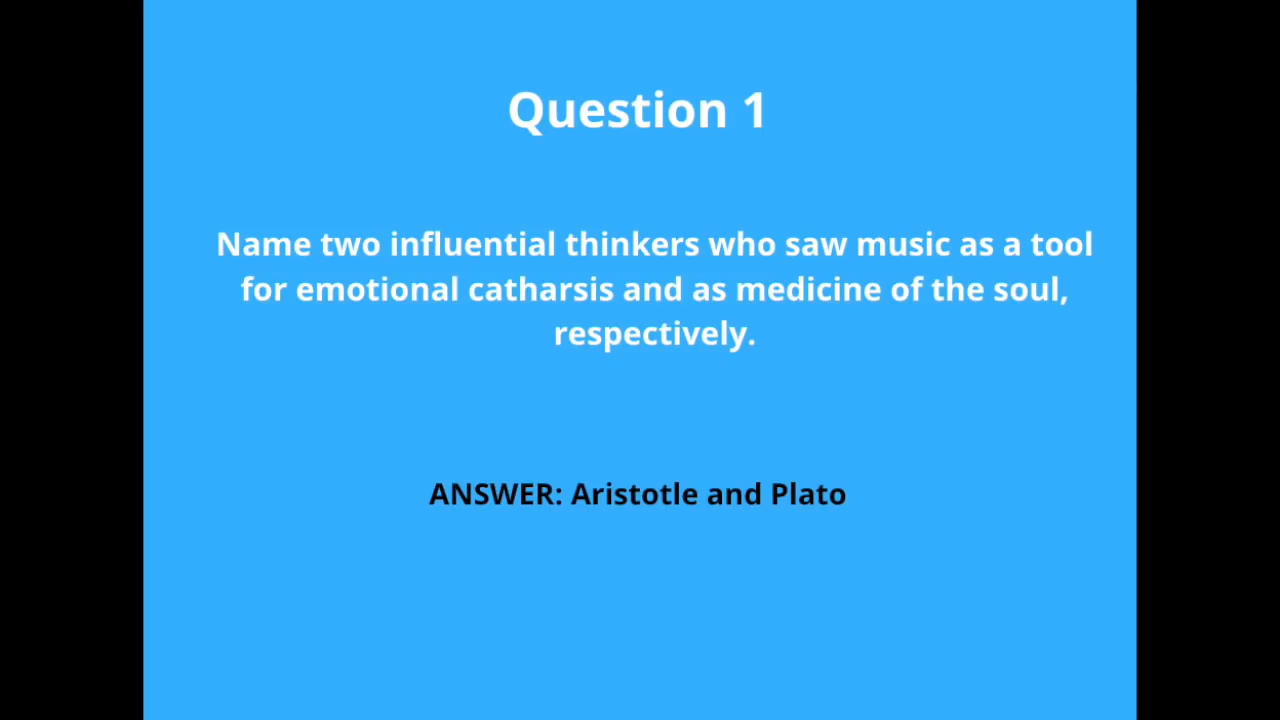 Question 1
Name two influential thinkers who saw music as a tool
for emotional catharsis and as medicine of the soul,
respectively.
ANSWER: Aristotle and Plato